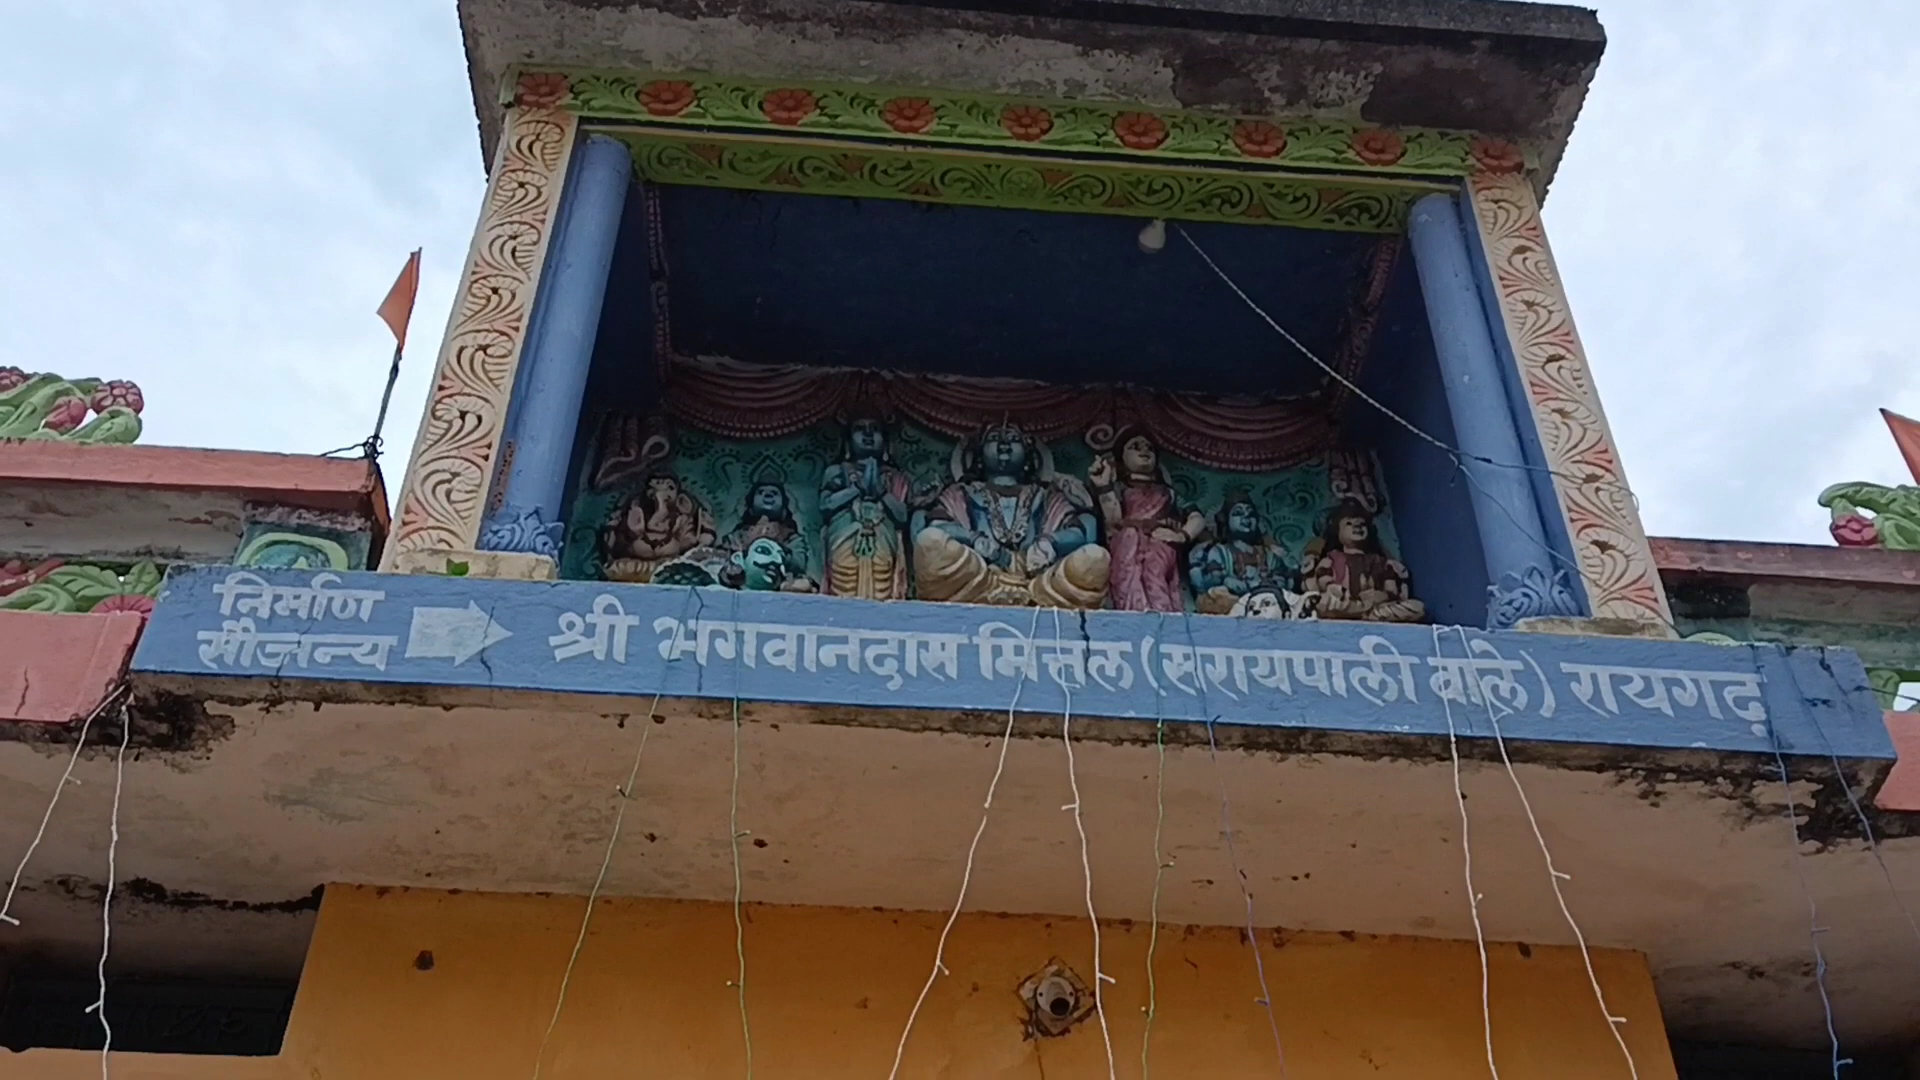 निर्माण
सौजन्य
श्री भगवानदास मित्तल (सरायपाली वाले) रायगढ़